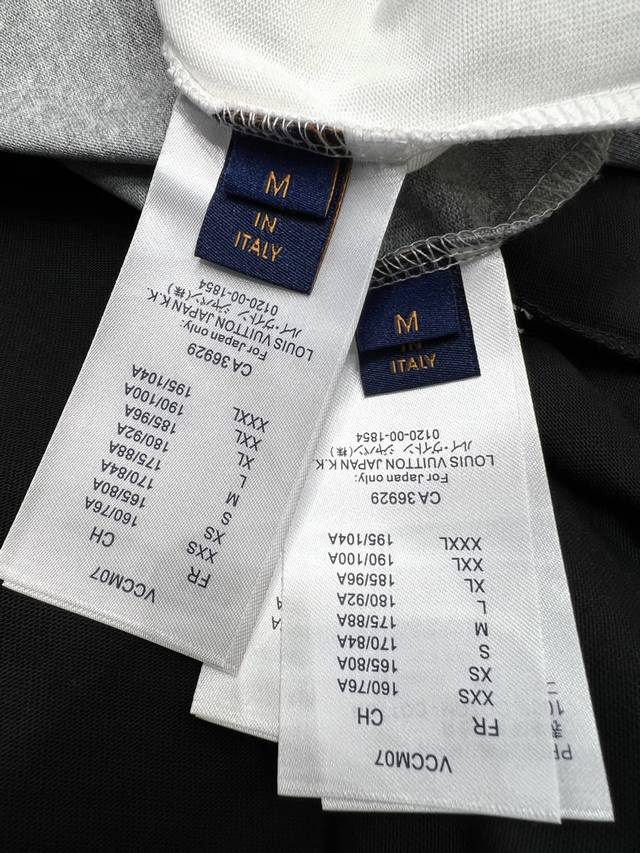 M
IN
ITALY
VCCM07
FR CH
XXS 160/76A
XS 165/80A
S 170/84A
M 175/88A
L 180/92A
XL 185/96A
XXL 190/100A
XXXL 195/104A
CA 36929
For Japan only:
LOUIS VUITTON JAPAN K.K.
ルイ・ヴィトン ジャパン(株)
0120-00-1854
M
IN
ITALY
VCCM07
FR CH
XXS 160/76A
XS 165/80A
S 170/84A
M 175/88A
L 180/92A
XL 185/96A
XXL 190/100A
XXXL 195/104A
CA 36929
For Japan only:
LOUIS VUITTON JAPAN K.K.
ルイ・ヴィトン ジャパン(株)
0120-00-1854